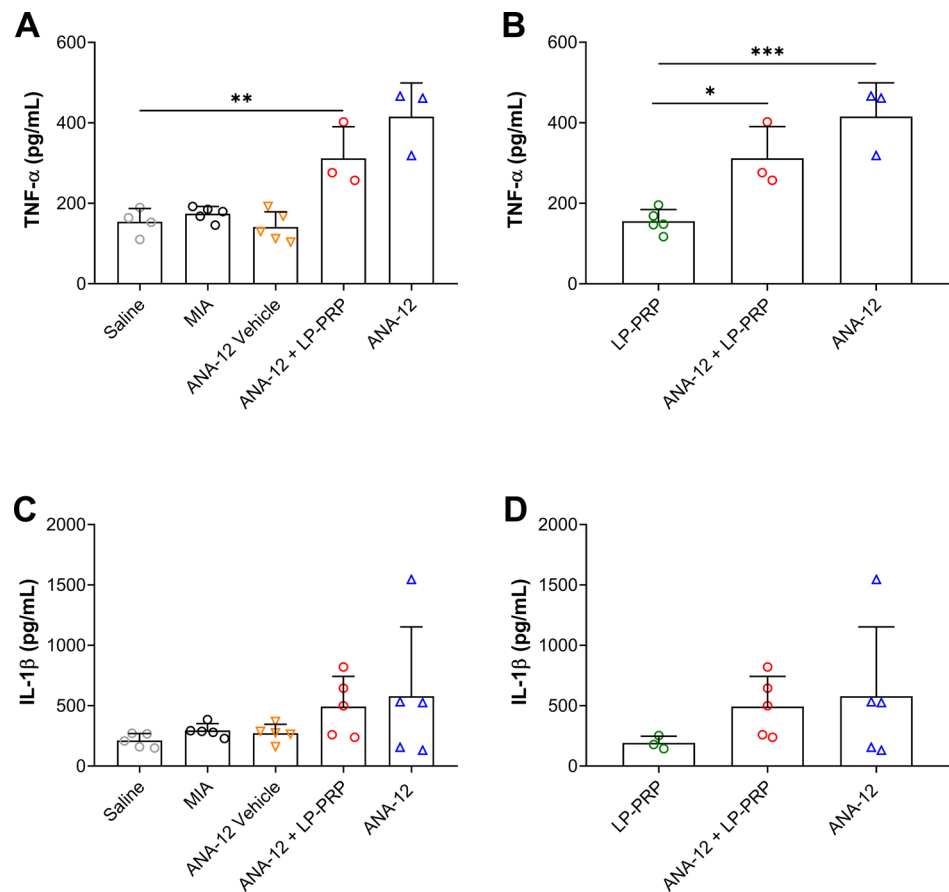 A
TNF-α (pg/mL)
600
400
200
0
**
Saline
MIA
ANA-12 Vehicle
ANA-12 + LP-PRP
ANA-12
B
TNF-α (pg/mL)
600
400
200
0
***
*
LP-PRP
ANA-12 + LP-PRP
ANA-12
C
IL-1β (pg/mL)
2000
1500
1000
500
0
Saline
MIA
ANA-12 Vehicle
ANA-12 + LP-PRP
ANA-12
D
IL-1β (pg/mL)
2000
1500
1000
500
0
LP-PRP
ANA-12 + LP-PRP
ANA-12